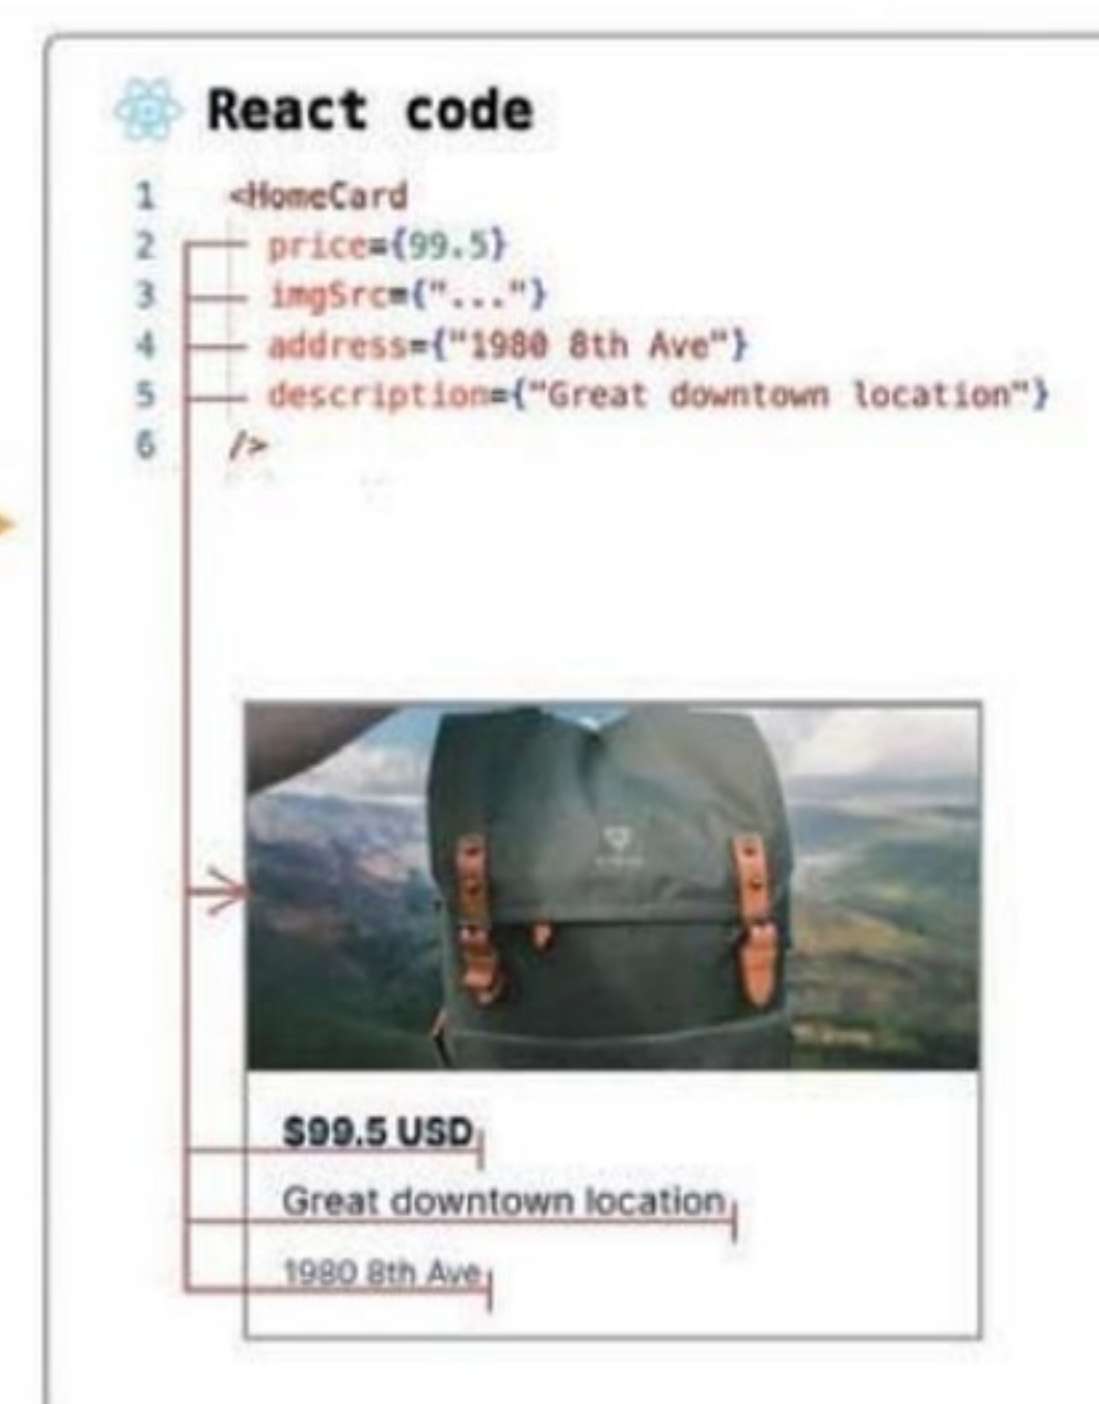 React code
1 <HomeCard
2 price={99.5}
3 imgSrc={"..."}
4 address={"1980 8th Ave"}
5 description={"Great downtown location"}
6 />
$99.5 USD
Great downtown location
1980 8th Ave